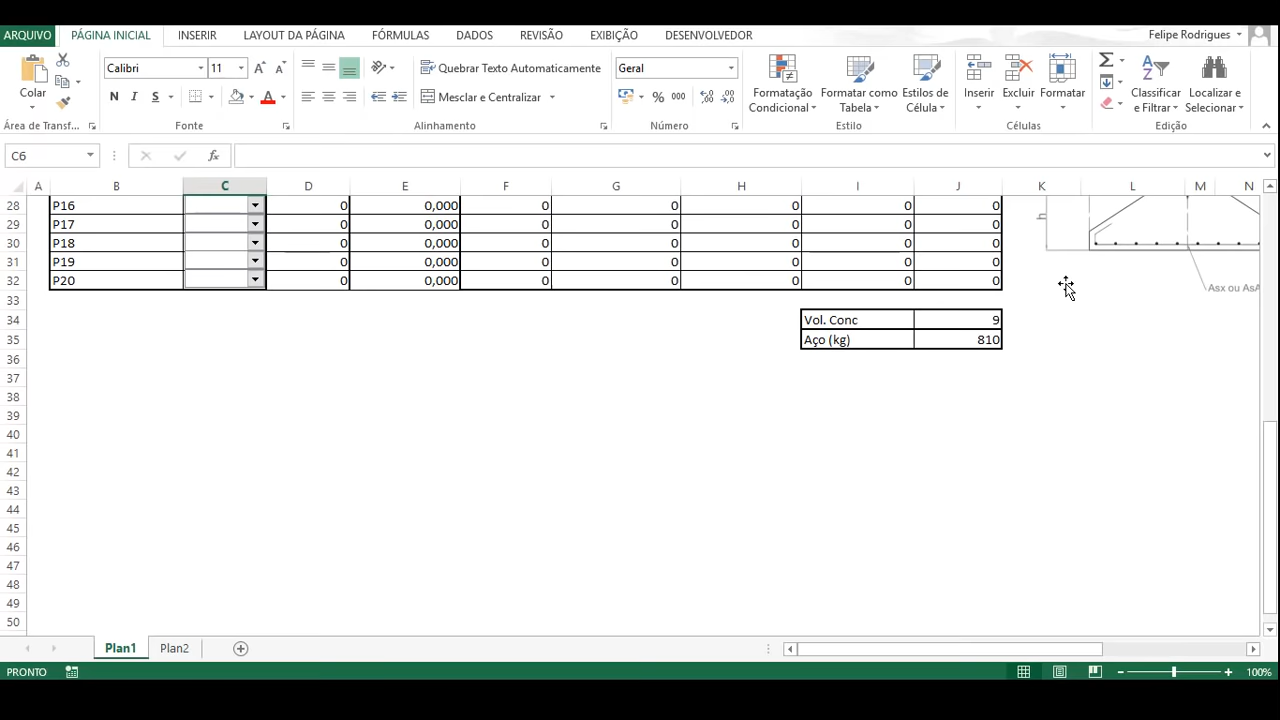 ARQUIVO PÁGINA INICIAL INSERIR LAYOUT DA PÁGINA FÓRMULAS DADOS REVISÃO EXIBIÇÃO DESENVOLVEDOR Felipe Rodrigues
Colar
Calibri 11
N I S
Quebrar Texto Automaticamente
Mesclar e Centralizar
Geral
% 000
Formatação Condicional
Formatar como Tabela
Estilos de Célula
Inserir
Excluir
Formatar
Classificar e Filtrar
Localizar e Selecionar
Área de Transf... Fonte Alinhamento Número Estilo Células Edição
C6 fx
A B C D E F G H I J K L M N
28 P16 0 0,000 0 0 0 0 0
29 P17 0 0,000 0 0 0 0 0
30 P18 0 0,000 0 0 0 0 0
31 P19 0 0,000 0 0 0 0 0
32 P20 0 0,000 0 0 0 0 0
h
Asx ou AsA
33
34 Vol. Conc 9
35 Aço (kg) 810
36
37
38
39
40
41
42
43
44
45
46
47
48
49
50
Plan1 Plan2
PRONTO 100%